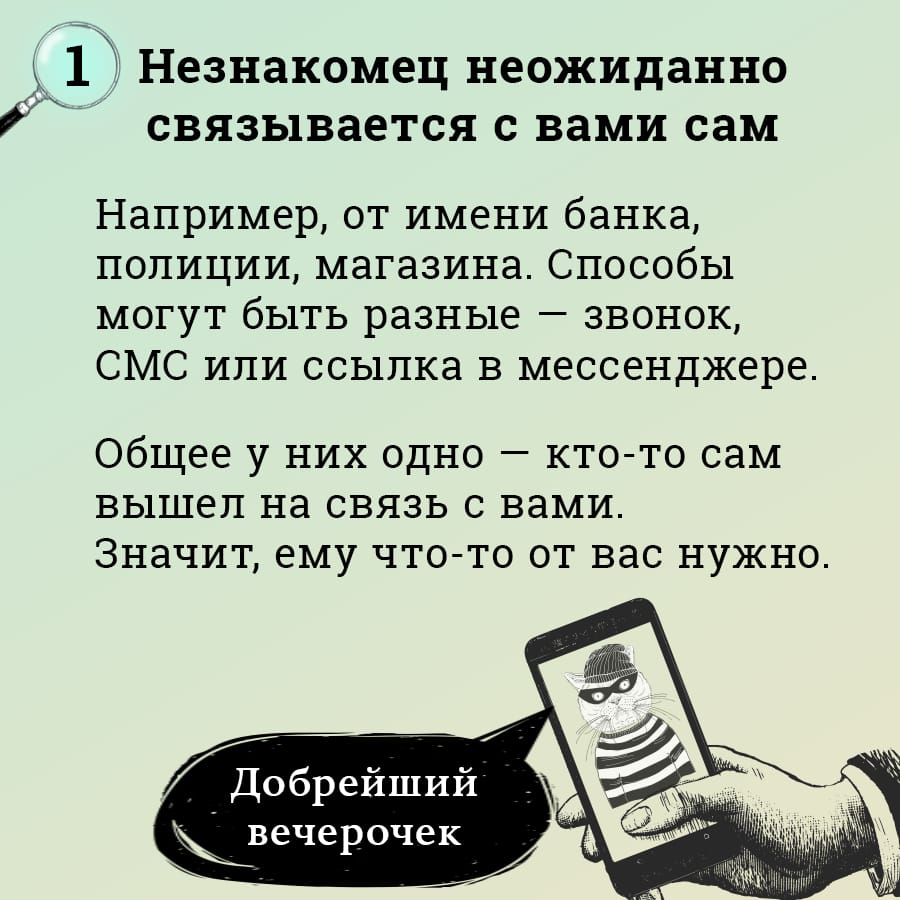 1 Незнакомец неожиданно
связывается с вами сам
Например, от имени банка,
полиции, магазина. Способы
могут быть разные — звонок,
СМС или ссылка в мессенджере.
Общее у них одно — кто-то сам
вышел на связь с вами.
Значит, ему что-то от вас нужно.
Добрейший
вечерочек